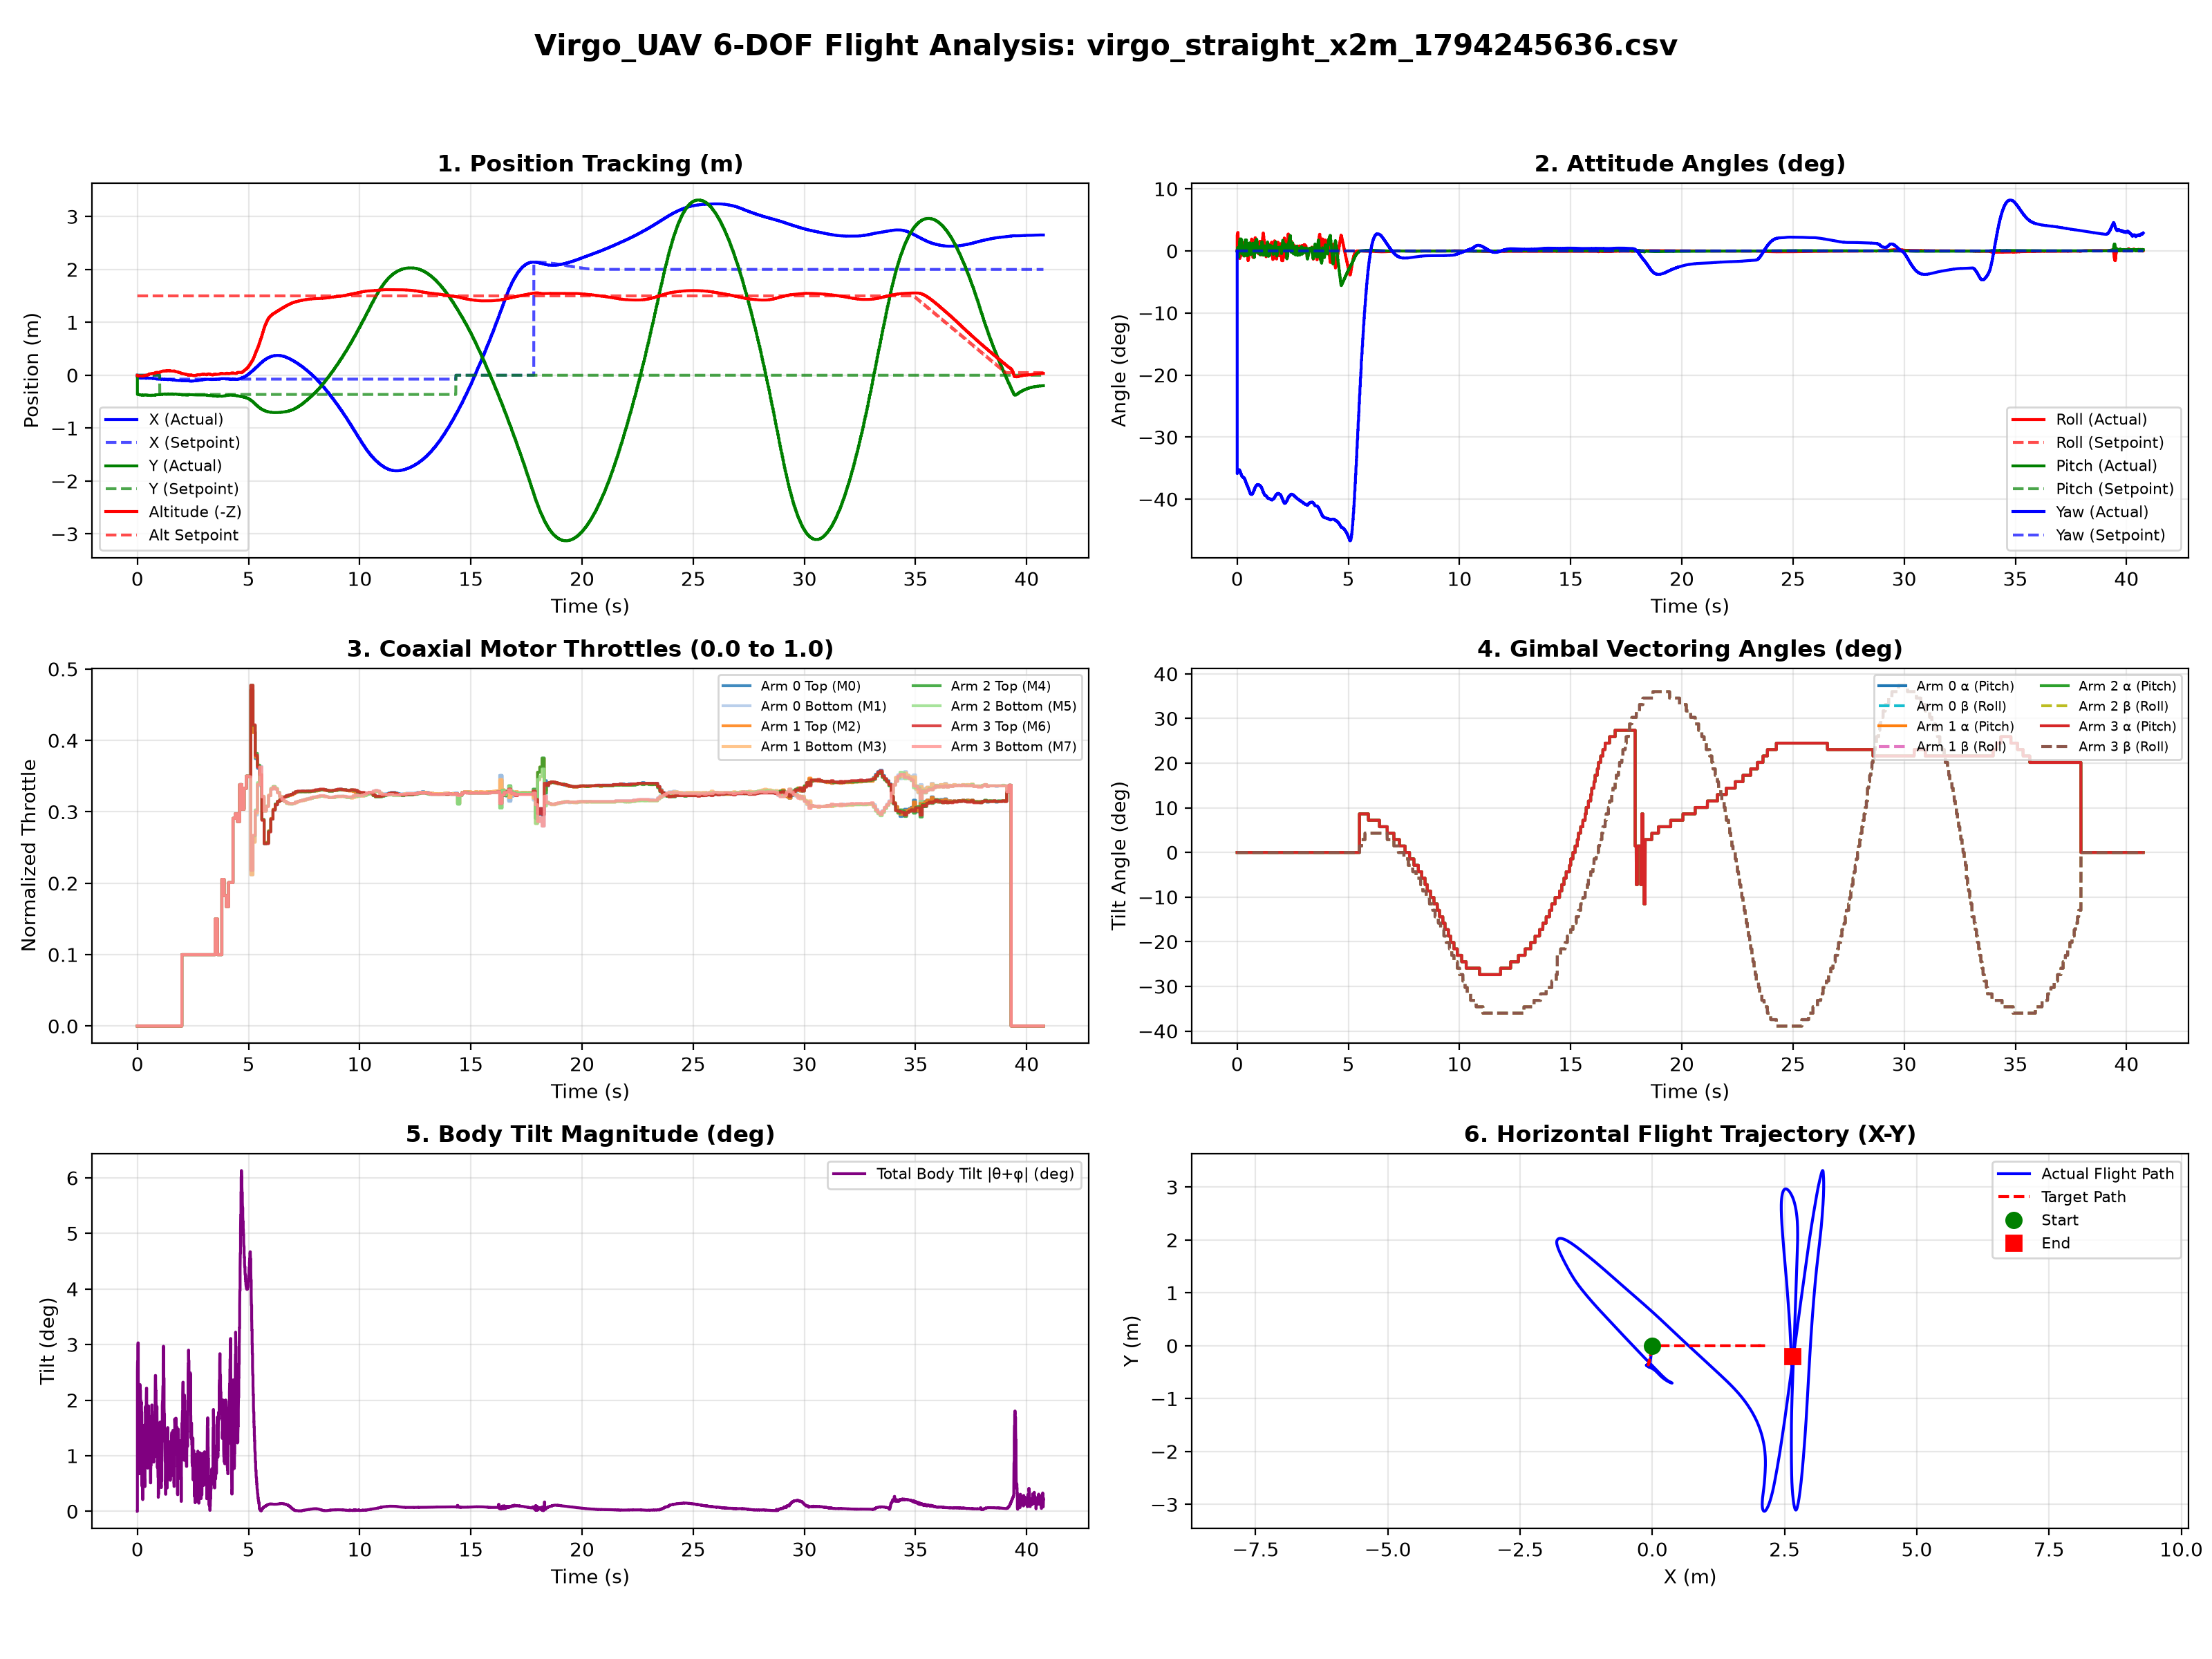 Virgo_UAV 6-DOF Flight Analysis: virgo_straight_x2m_1794245636.csv
1. Position Tracking (m)
Position (m)
3
2
1
0
−1
−2
−3
X (Actual)
X (Setpoint)
Y (Actual)
Y (Setpoint)
Altitude (-Z)
Alt Setpoint
0 5 10 15 20 25 30 35 40
Time (s)
2. Attitude Angles (deg)
Angle (deg)
10
0
−10
−20
−30
−40
Roll (Actual)
Roll (Setpoint)
Pitch (Actual)
Pitch (Setpoint)
Yaw (Actual)
Yaw (Setpoint)
0 5 10 15 20 25 30 35 40
Time (s)
3. Coaxial Motor Throttles (0.0 to 1.0)
Normalized Throttle
0.5
0.4
0.3
0.2
0.1
0.0
Arm 0 Top (M0) Arm 2 Top (M4)
Arm 0 Bottom (M1) Arm 2 Bottom (M5)
Arm 1 Top (M2) Arm 3 Top (M6)
Arm 1 Bottom (M3) Arm 3 Bottom (M7)
0 5 10 15 20 25 30 35 40
Time (s)
4. Gimbal Vectoring Angles (deg)
Tilt Angle (deg)
40
30
20
10
0
−10
−20
−30
−40
Arm 0 α (Pitch) Arm 2 α (Pitch)
Arm 0 β (Roll) Arm 2 β (Roll)
Arm 1 α (Pitch) Arm 3 α (Pitch)
Arm 1 β (Roll) Arm 3 β (Roll)
0 5 10 15 20 25 30 35 40
Time (s)
5. Body Tilt Magnitude (deg)
Tilt (deg)
6
5
4
3
2
1
0
Total Body Tilt |θ+φ| (deg)
0 5 10 15 20 25 30 35 40
Time (s)
6. Horizontal Flight Trajectory (X-Y)
Y (m)
3
2
1
0
−1
−2
−3
Actual Flight Path
Target Path
Start
End
−7.5 −5.0 −2.5 0.0 2.5 5.0 7.5 10.0
X (m)